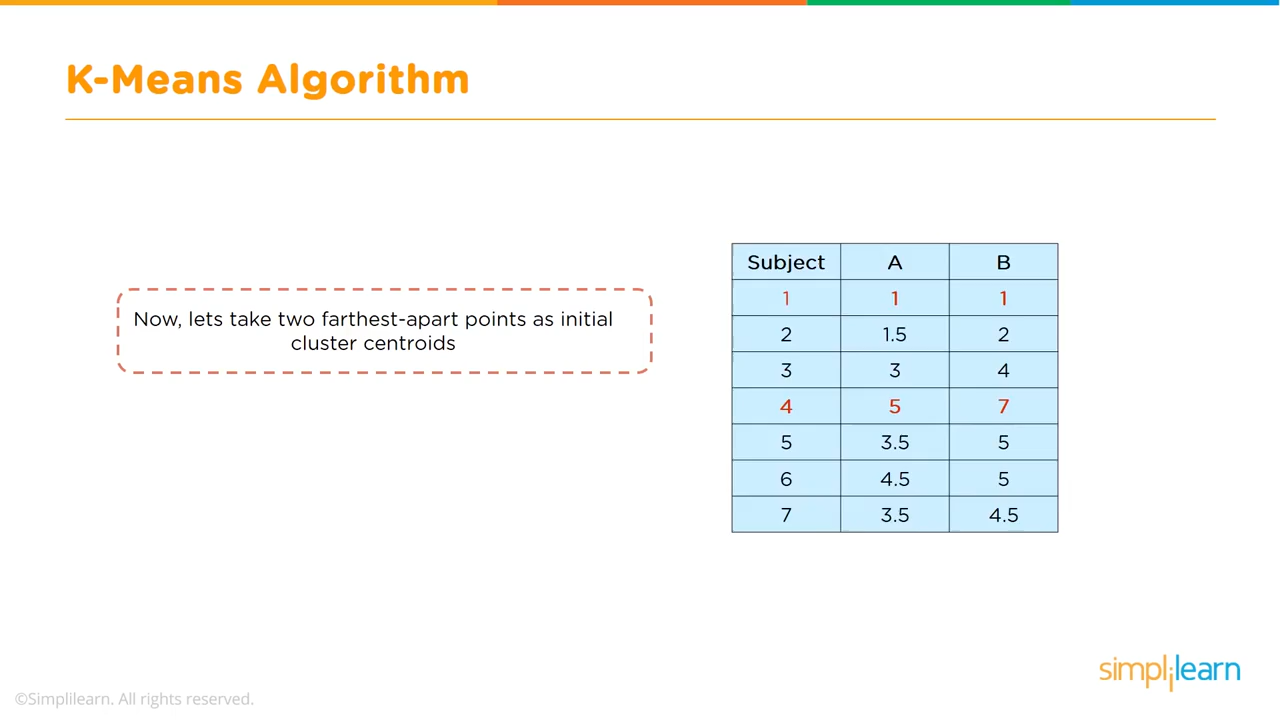 K-Means Algorithm
Now, lets take two farthest-apart points as initial
cluster centroids
Subject A B
1 1 1
2 1.5 2
3 3 4
4 5 7
5 3.5 5
6 4.5 5
7 3.5 4.5
simplilearn
©Simplilearn. All rights reserved.